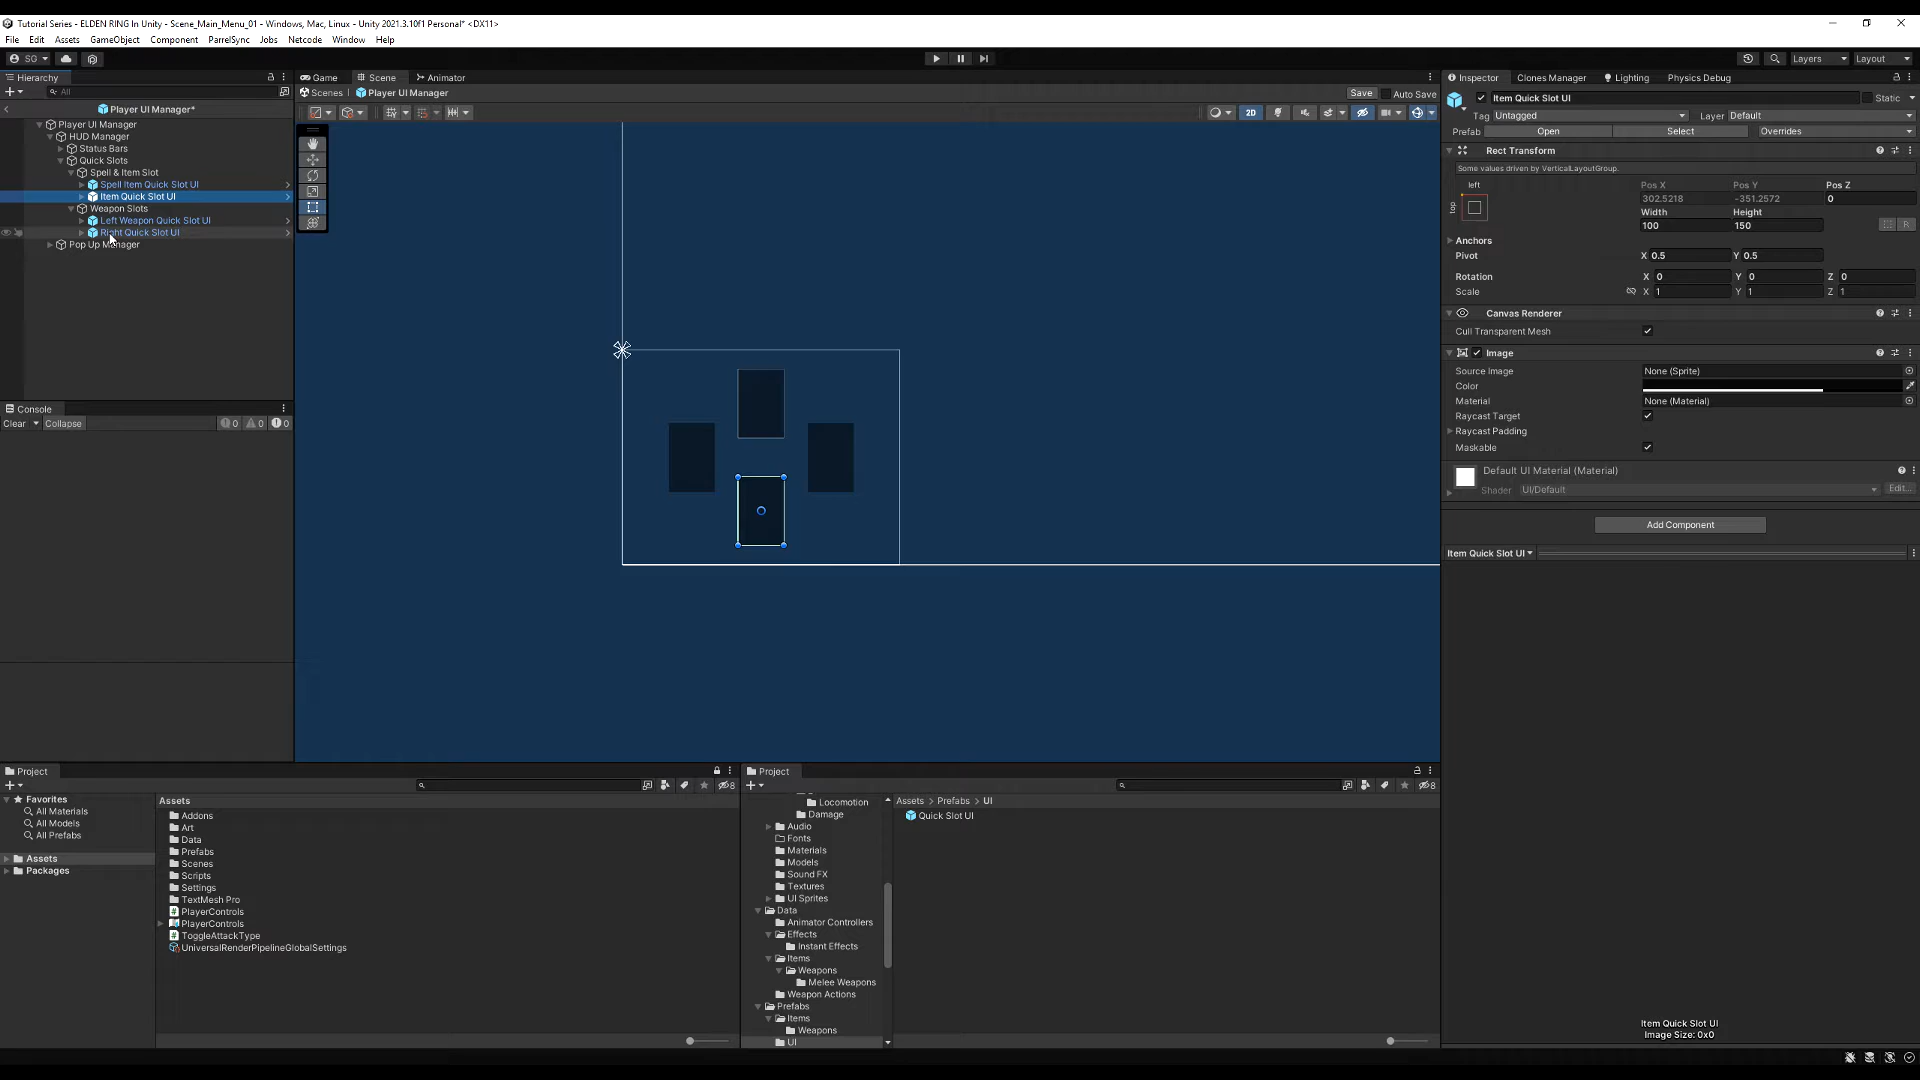 Tutorial Series - ELDEN RING In Unity - Scene_Main_Menu_01 - Windows, Mac, Linux - Unity 2021.3.10f1 Personal* <DX11>
File Edit Assets GameObject Component ParrelSync Jobs Netcode Window Help
SG Layers Layout
Hierarchy
All
Player UI Manager*
Player UI Manager
HUD Manager
Status Bars
Quick Slots
Spell & Item Slot
Spell Item Quick Slot UI
Item Quick Slot UI
Weapon Slots
Left Weapon Quick Slot UI
Right Quick Slot UI
Pop Up Manager
Console
Clear Collapse 0 0 0
Game Scene Animator
Scenes Player UI Manager Save Auto Save
2D
Inspector Clones Manager Lighting Physics Debug
Item Quick Slot UI Static
Tag Untagged Layer Default
Prefab Open Select Overrides
Rect Transform
Some values driven by VerticalLayoutGroup.
left Pos X Pos Y Pos Z
top 302.5218 -351.2572 0
Width Height
100 150 R
Anchors
Pivot X 0.5 Y 0.5
Rotation X 0 Y 0 Z 0
Scale X 1 Y 1 Z 1
Canvas Renderer
Cull Transparent Mesh
Image
Source Image None (Sprite)
Color
Material None (Material)
Raycast Target
Raycast Padding
Maskable
Default UI Material (Material)
Shader UI/Default Edit...
Add Component
Item Quick Slot UI
Item Quick Slot UI
Image Size: 0x0
Project
8
Favorites
All Materials
All Models
All Prefabs
Assets
Packages
Assets
Addons
Art
Data
Prefabs
Scenes
Scripts
Settings
TextMesh Pro
PlayerControls
PlayerControls
ToggleAttackType
UniversalRenderPipelineGlobalSettings
Project
8
Locomotion
Damage
Audio
Fonts
Materials
Models
Sound FX
Textures
UI Sprites
Data
Animator Controllers
Effects
Instant Effects
Items
Weapons
Melee Weapons
Weapon Actions
Prefabs
Items
Weapons
UI
Assets > Prefabs > UI
Quick Slot UI